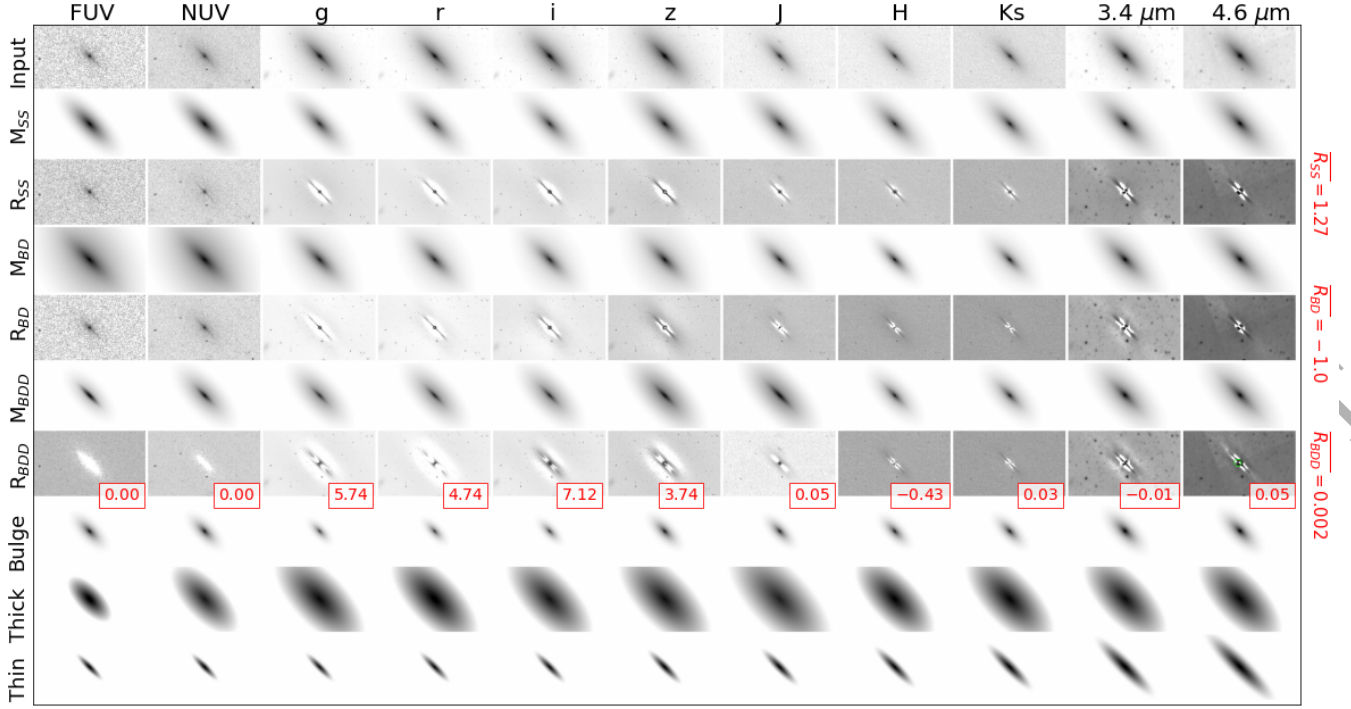 FUV NUV g r i z J H Ks 3.4 μm 4.6 μm
Input
M_SS
R_SS
M_BD
R_BD
M_BDD
R_BDD
0.00 0.00 5.74 4.74 7.12 3.74 0.05 −0.43 0.03 −0.01 0.05
Bulge
Thick
Thin
R_SS = 1.27
R_BD = −1.0
R_BDD = 0.002